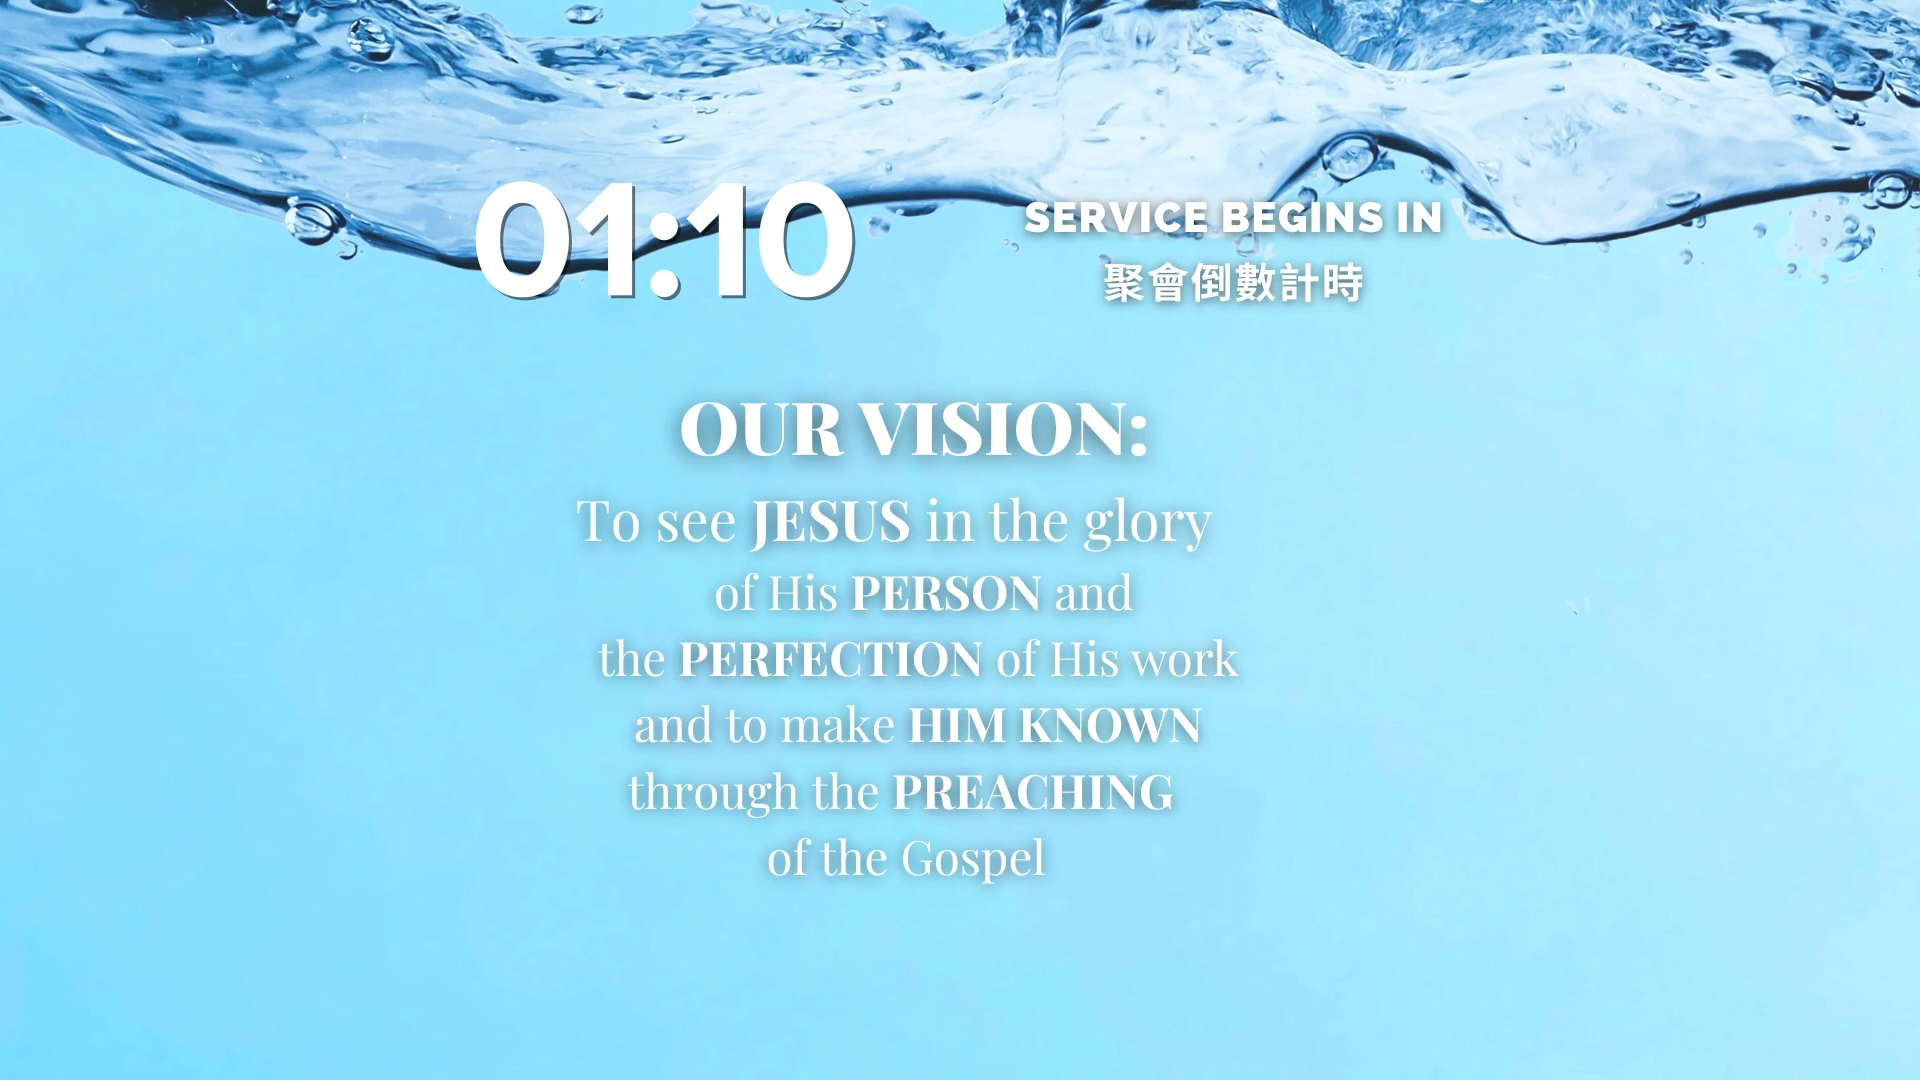 01:10
SERVICE BEGINS IN
聚會倒數計時
OUR VISION:
To see JESUS in the glory
of His PERSON and
the PERFECTION of His work
and to make HIM KNOWN
through the PREACHING
of the Gospel